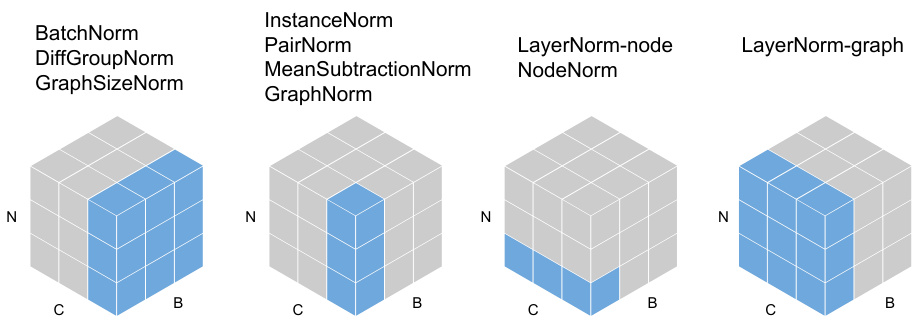 BatchNorm
DiffGroupNorm
GraphSizeNorm
InstanceNorm
PairNorm
MeanSubtractionNorm
GraphNorm
LayerNorm-node
NodeNorm
LayerNorm-graph
N
C
B
N
C
B
N
C
B
N
C
B